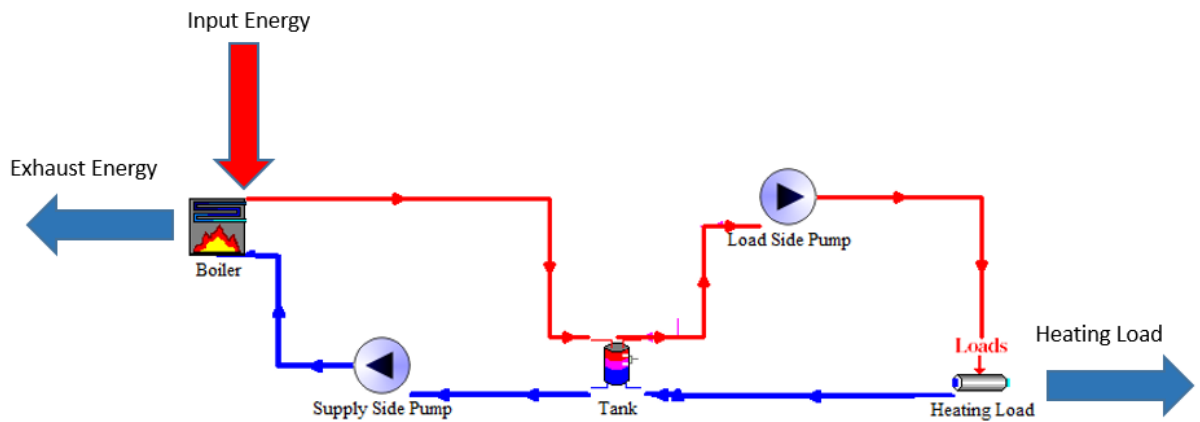 Input Energy
Exhaust Energy
Boiler
Load Side Pump
Supply Side Pump
Tank
Loads
Heating Load
Heating Load